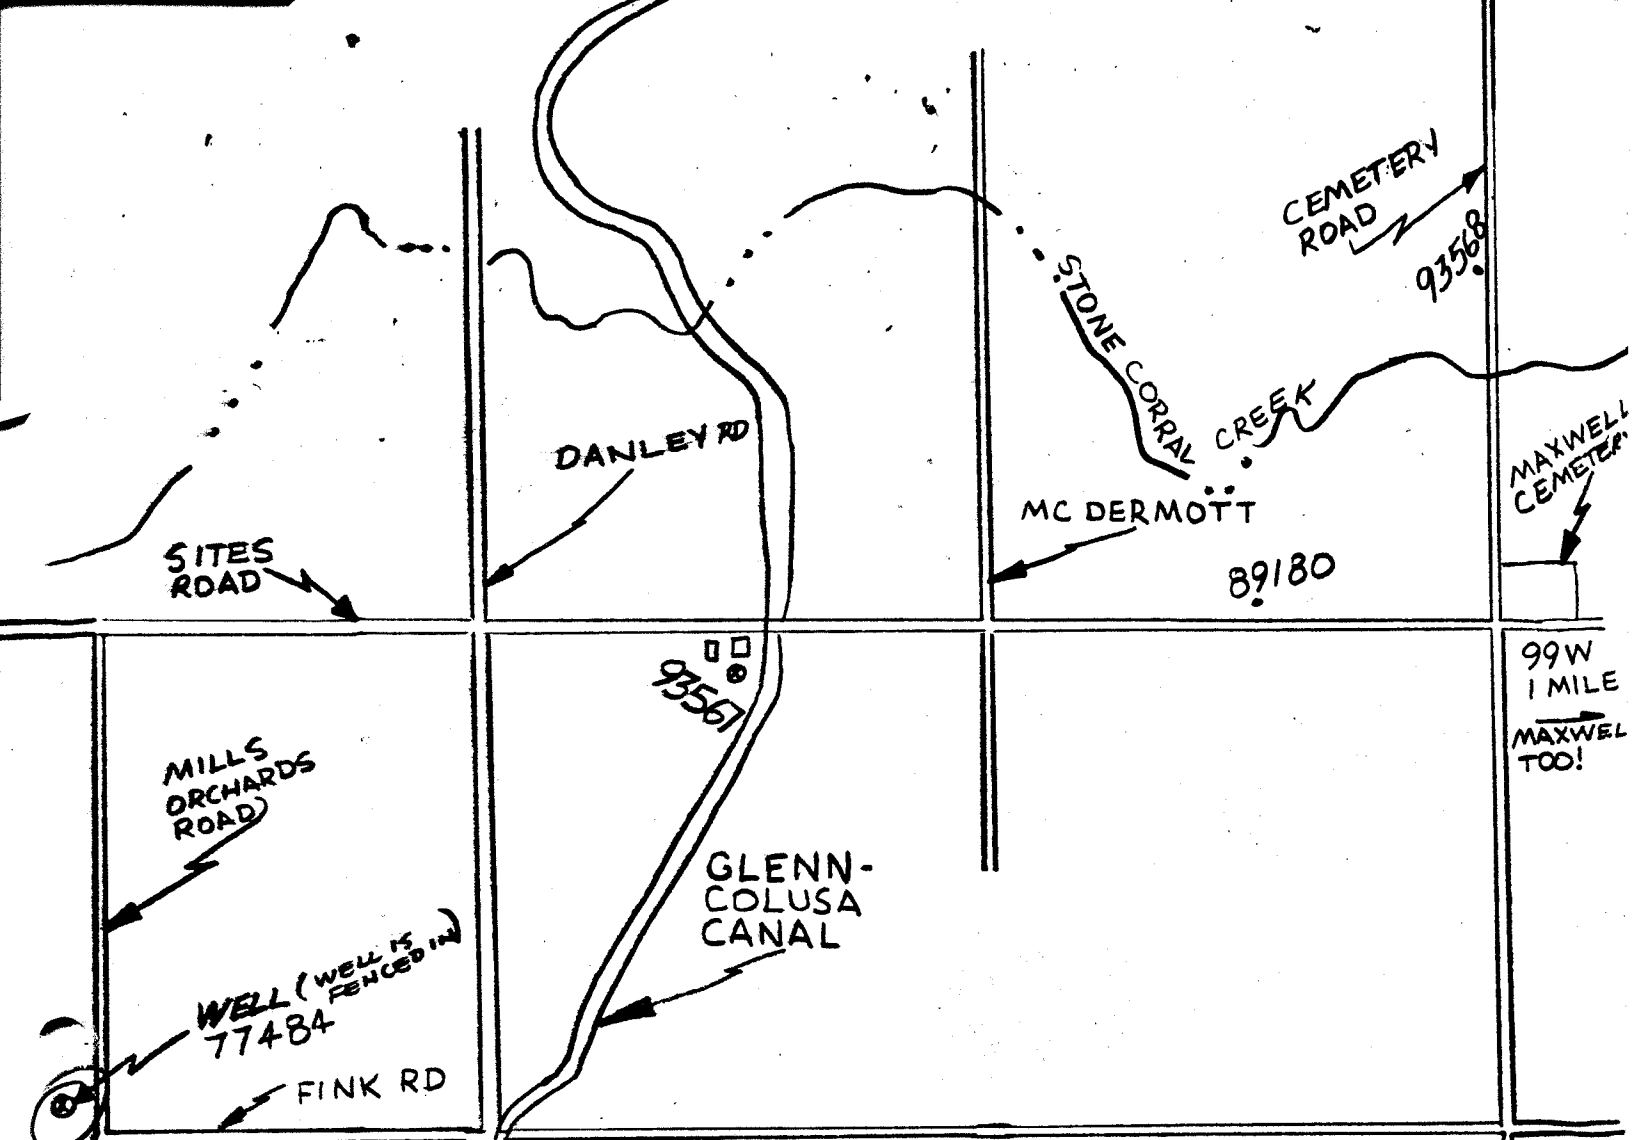 CEMETERY
ROAD
93568
STONE CORRAL
CREEK
DANLEY RD
MAXWELL
CEMETERY
MC DERMOTT
SITES
ROAD
89180
93567
99W
1 MILE
MAXWEL
TOO!
MILLS
ORCHARDS
ROAD
GLENN-
COLUSA
CANAL
WELL (WELL IS
FENCED IN)
77484
FINK RD